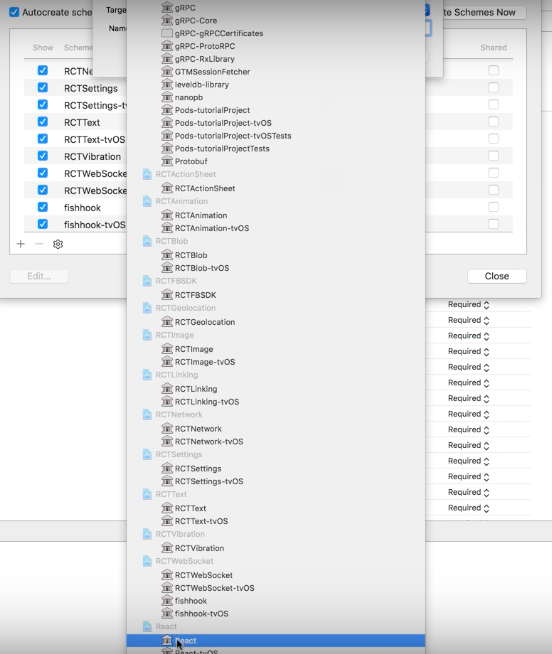 Autocreate sche
Targe
te Schemes Now
Name
Show
Schem
Shared
RCTNe
RCTSettings
RCTSettings-tv
RCTText
RCTText-tvOS
RCTVibration
RCTWebSocke
RCTWebSocke
fishhook
fishhook-tvOS
Edit...
Close
gRPC
gRPC-Core
gRPC-gRPCCertificates
gRPC-ProtoRPC
gRPC-RxLibrary
GTMSessionFetcher
leveldb-library
nanopb
Pods-tutorialProject
Pods-tutorialProject-tvOS
Pods-tutorialProject-tvOSTests
Pods-tutorialProjectTests
Protobuf
RCTActionSheet
RCTActionSheet
RCTAnimation
RCTAnimation
RCTAnimation-tvOS
RCTBlob
RCTBlob
RCTBlob-tvOS
RCTFBSDK
RCTFBSDK
RCTGeolocation
RCTGeolocation
RCTImage
RCTImage
RCTImage-tvOS
RCTLinking
RCTLinking
RCTLinking-tvOS
RCTNetwork
RCTNetwork
RCTNetwork-tvOS
RCTSettings
RCTSettings
RCTSettings-tvOS
RCTText
RCTText
RCTText-tvOS
RCTVibration
RCTVibration
RCTWebSocket
RCTWebSocket
RCTWebSocket-tvOS
fishhook
fishhook-tvOS
React
React
React-tvOS
Required
Required
Required
Required
Required
Required
Required
Required
Required
Required
Required
Required
Required
Required